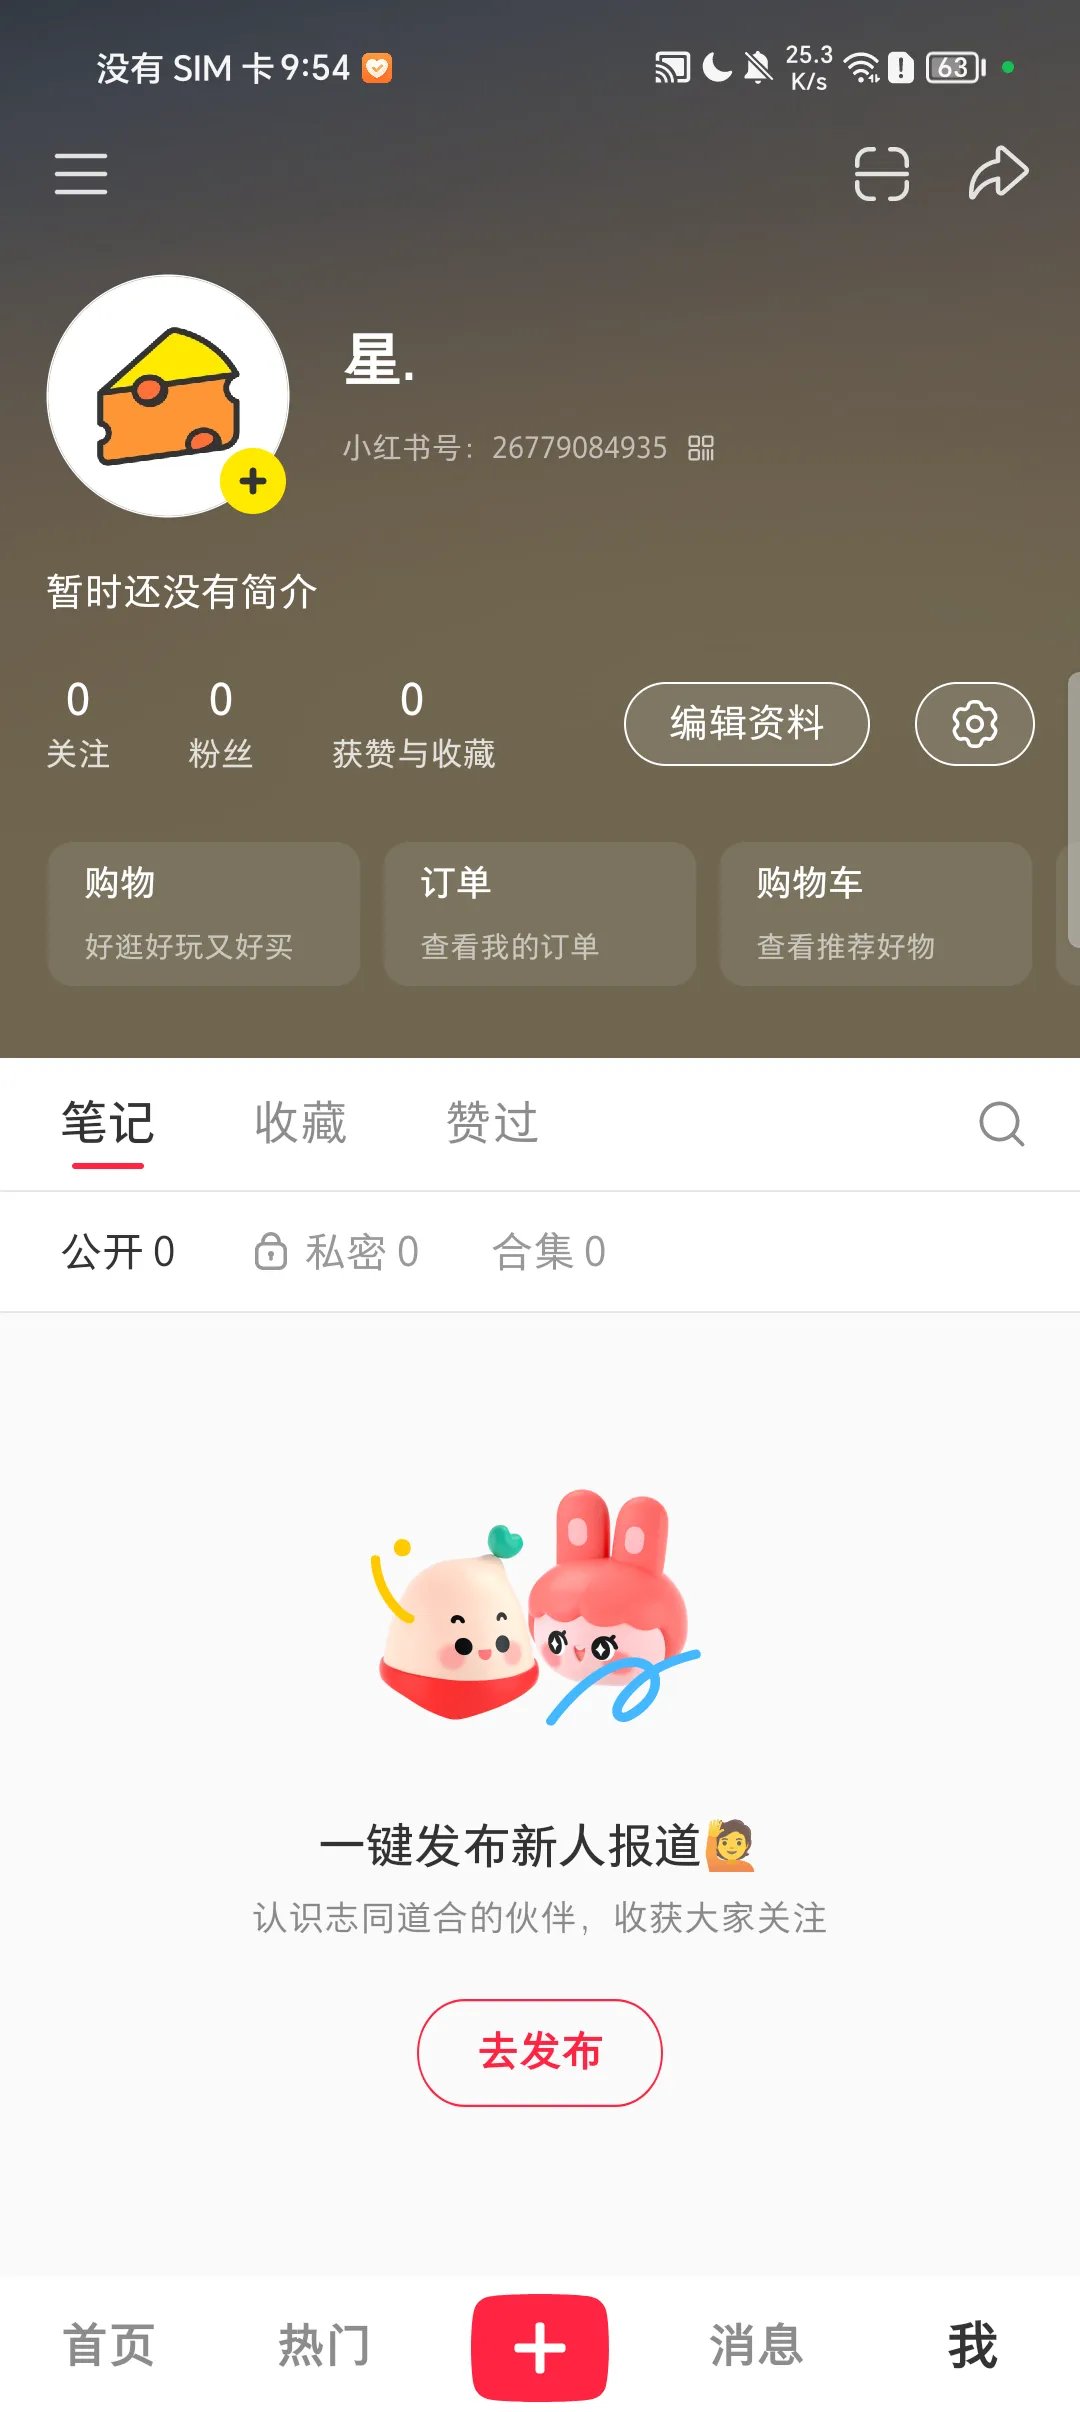 没有 SIM 卡 9:54 25.3 K/s 63
星.
小红书号：26779084935
暂时还没有简介
0 0 0
关注 粉丝 获赞与收藏 编辑资料
购物 订单 购物车
好逛好玩又好买 查看我的订单 查看推荐好物
笔记 收藏 赞过
公开 0 私密 0 合集 0
一键发布新人报道🙋
认识志同道合的伙伴，收获大家关注
去发布
首页 热门 消息 我